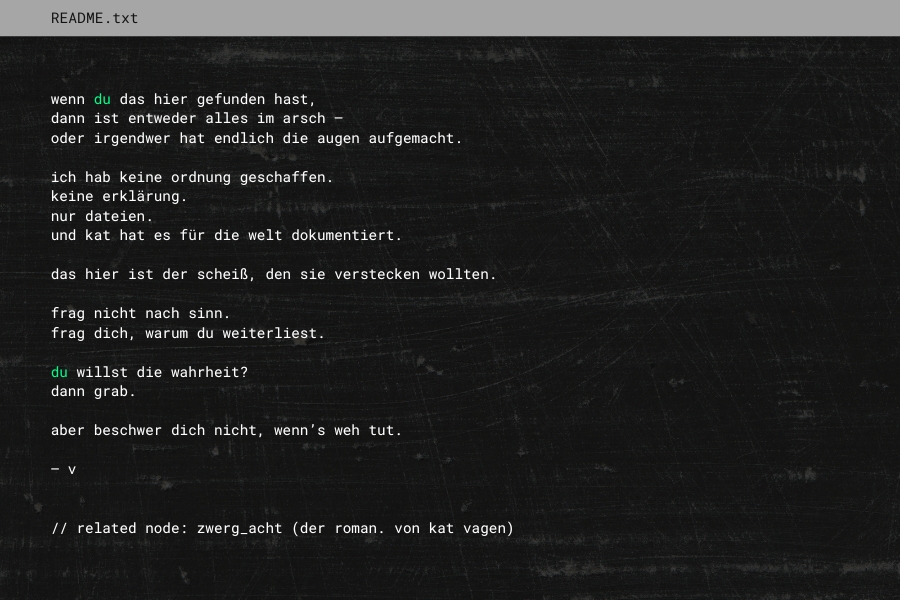 README.txt
wenn du das hier gefunden hast,
dann ist entweder alles im arsch –
oder irgendwer hat endlich die augen aufgemacht.
ich hab keine ordnung geschaffen.
keine erklärung.
nur dateien.
und kat hat es für die welt dokumentiert.
das hier ist der scheiß, den sie verstecken wollten.
frag nicht nach sinn.
frag dich, warum du weiterliest.
du willst die wahrheit?
dann grab.
aber beschwer dich nicht, wenn’s weh tut.
– v
// related node: zwerg_acht (der roman. von kat vagen)